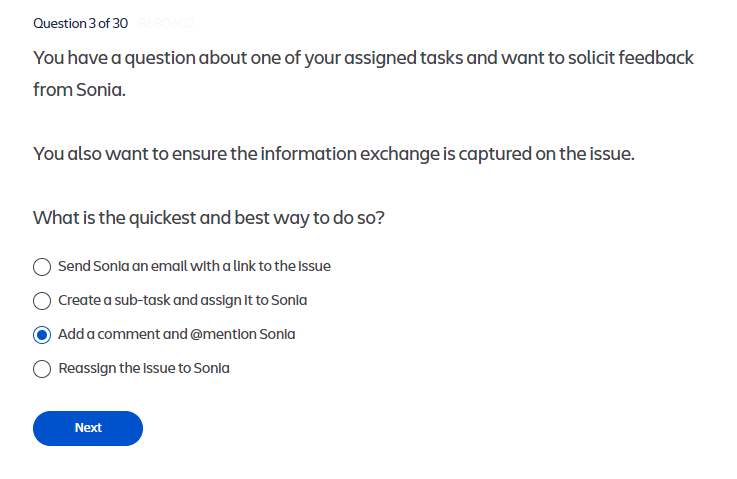 Question 3 of 30
You have a question about one of your assigned tasks and want to solicit feedback
from Sonia.
You also want to ensure the information exchange is captured on the issue.
What is the quickest and best way to do so?
Send Sonia an email with a link to the issue
Create a sub-task and assign it to Sonia
Add a comment and @mention Sonia
Reassign the issue to Sonia
Next